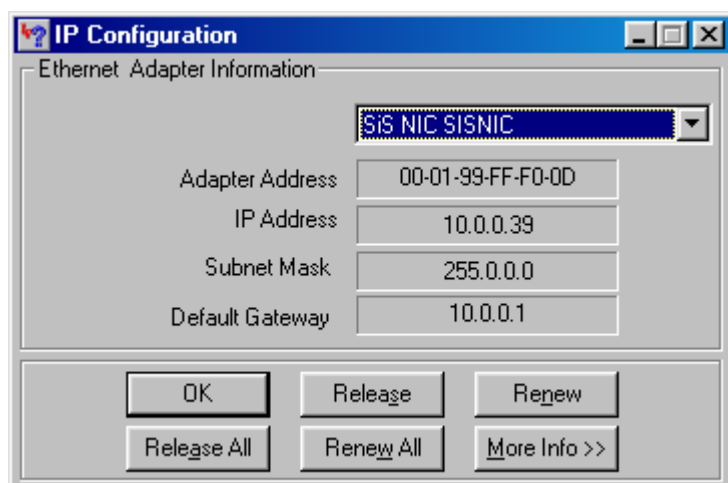 IP Configuration
Ethernet Adapter Information
SiS NIC SISNIC
Adapter Address 00-01-99-FF-F0-0D
IP Address 10.0.0.39
Subnet Mask 255.0.0.0
Default Gateway 10.0.0.1
OK Release Renew
Release All Renew All More Info >>